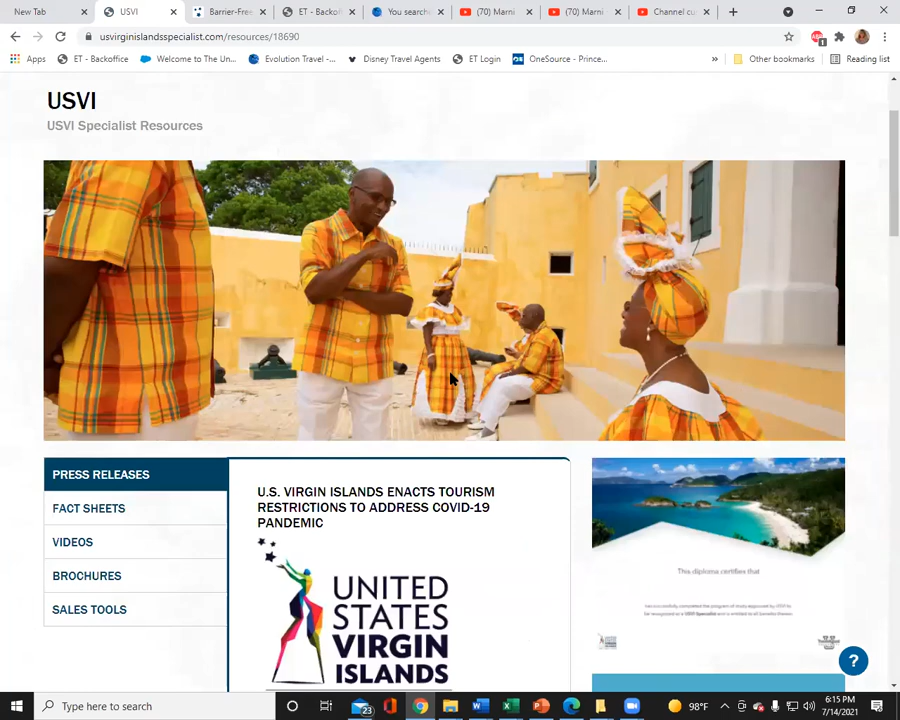 New Tab
USVI
Barrier-Free
ET - Backoff
You searche
(70) Marni
(70) Marni
Channel cu
usvirginislandsspecialist.com/resources/18690
Apps
ET - Backoffice
Welcome to The Un...
Evolution Travel -...
Disney Travel Agents
ET Login
OneSource - Prince...
»
Other bookmarks
Reading list
USVI
USVI Specialist Resources
PRESS RELEASES
FACT SHEETS
VIDEOS
BROCHURES
SALES TOOLS
U.S. VIRGIN ISLANDS ENACTS TOURISM
RESTRICTIONS TO ADDRESS COVID-19
PANDEMIC
UNITED
STATES
VIRGIN
ISLANDS
This diploma certifies that
?
Type here to search
23
98°F
6:15 PM
7/14/2021